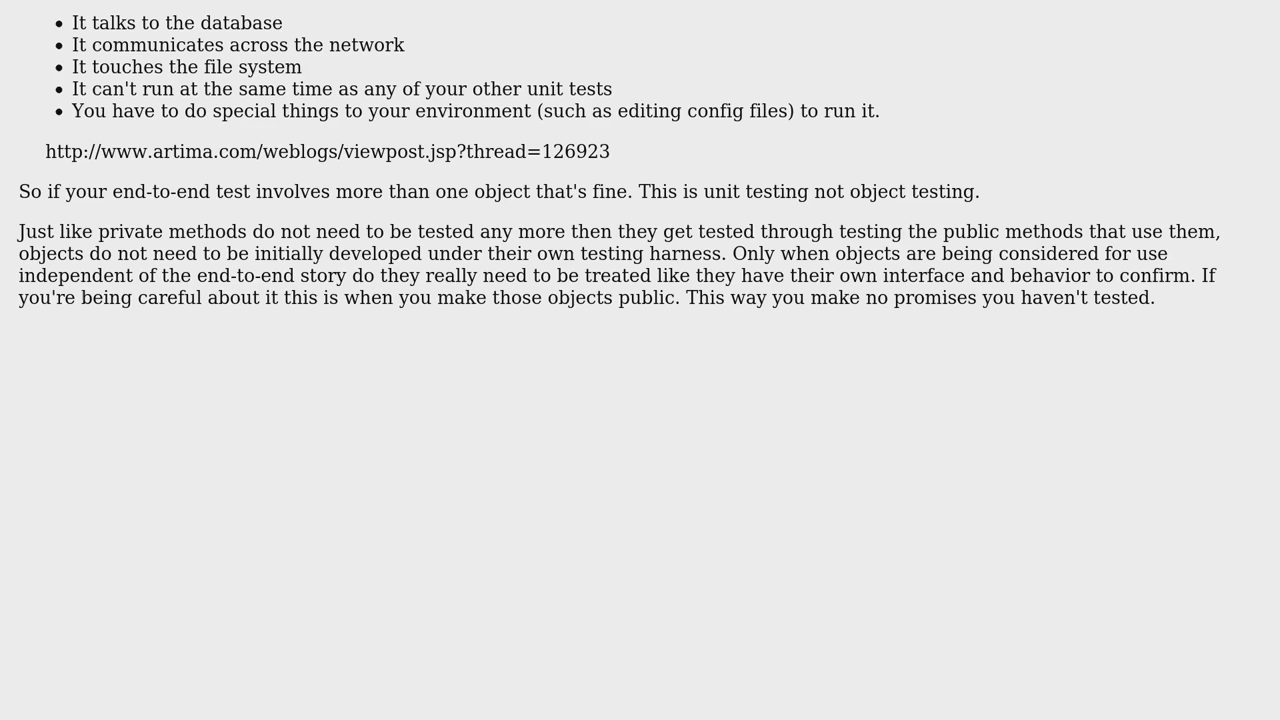 • It talks to the database
• It communicates across the network
• It touches the file system
• It can't run at the same time as any of your other unit tests
• You have to do special things to your environment (such as editing config files) to run it.
http://www.artima.com/weblogs/viewpost.jsp?thread=126923
So if your end-to-end test involves more than one object that's fine. This is unit testing not object testing.
Just like private methods do not need to be tested any more then they get tested through testing the public methods that use them,
objects do not need to be initially developed under their own testing harness. Only when objects are being considered for use
independent of the end-to-end story do they really need to be treated like they have their own interface and behavior to confirm. If
you're being careful about it this is when you make those objects public. This way you make no promises you haven't tested.